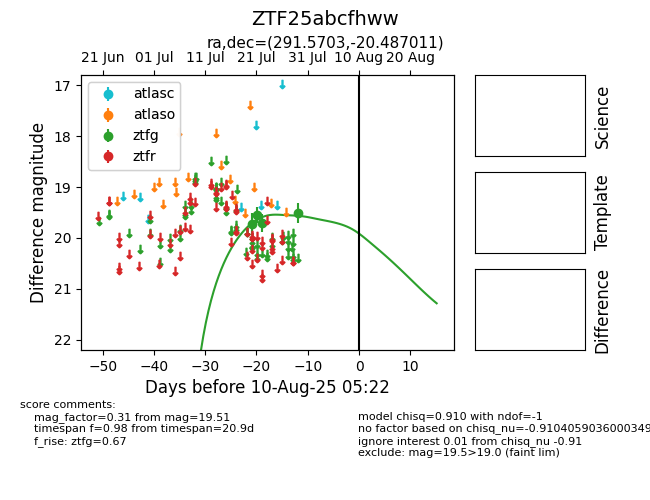 ZTF25abcfhww
ra,dec=(291.5703,-20.487011)
21 Jun 01 Jul 11 Jul 21 Jul 31 Jul 10 Aug 20 Aug
atlasc
atlaso
ztfg
ztfr
17
18
19
20
21
22
Difference magnitude
−50 −40 −30 −20 −10 0 10
Days before 10-Aug-25 05:22
Science
Template
Difference
score comments:
mag_factor=0.31 from mag=19.51
timespan f=0.98 from timespan=20.9d
f_rise: ztfg=0.67
model chisq=0.910 with ndof=-1
no factor based on chisq_nu=-0.9104059036000349
ignore interest 0.01 from chisq_nu -0.91
exclude: mag=19.5>19.0 (faint lim)